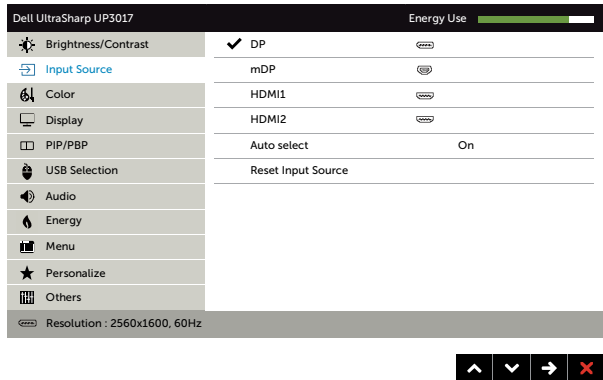 Dell UltraSharp UP3017 Energy Use
Brightness/Contrast DP
Input Source mDP
Color HDMI1
Display HDMI2
PIP/PBP Auto select On
USB Selection Reset Input Source
Audio
Energy
Menu
Personalize
Others
Resolution : 2560x1600, 60Hz